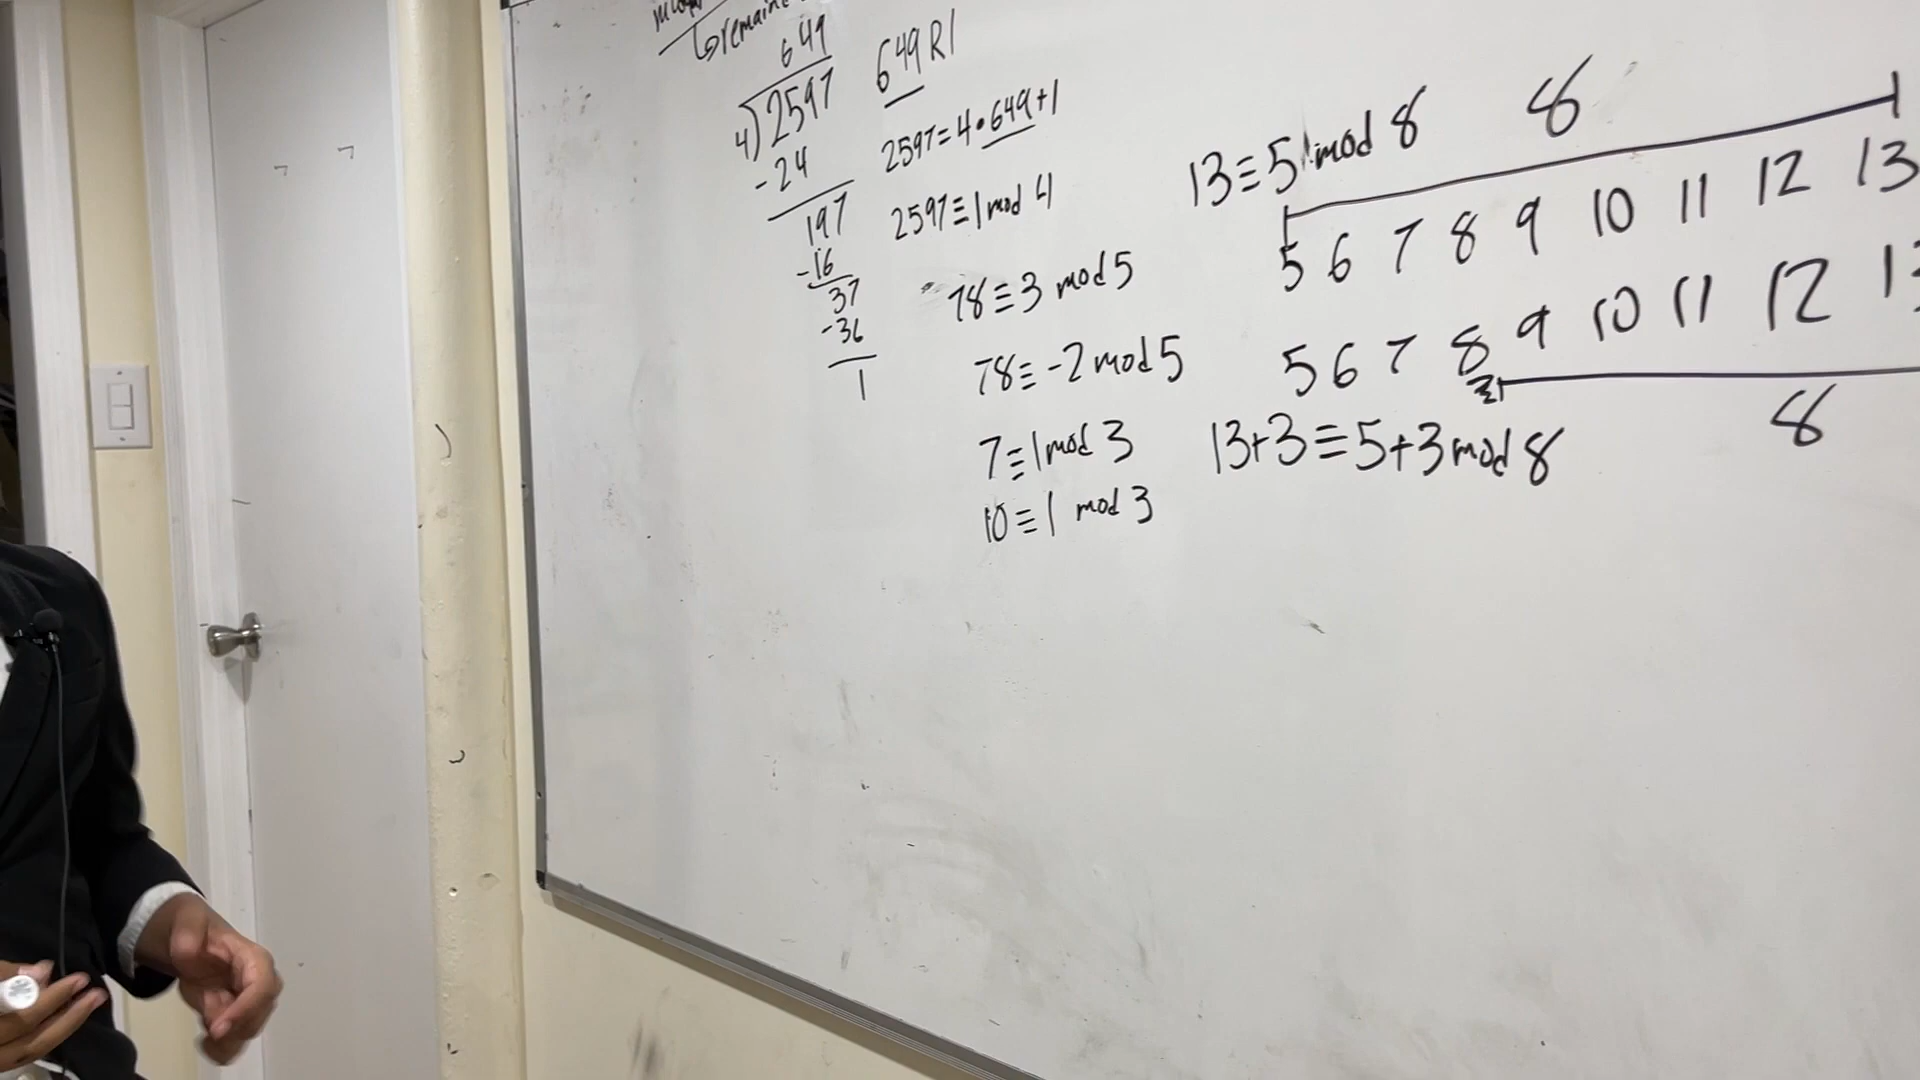 remaine
649
4)2597
-24
197
-16
37
-36
1
649 R1
2597=4•649+1
2597≡1 mod 4
78≡3 mod 5
78≡-2 mod 5
7≡1 mod 3
10≡1 mod 3
13≡5 mod 8
8
5 6 7 8 9 10 11 12 13
5 6 7 8 9 10 11 12
8
13+3≡5+3 mod 8